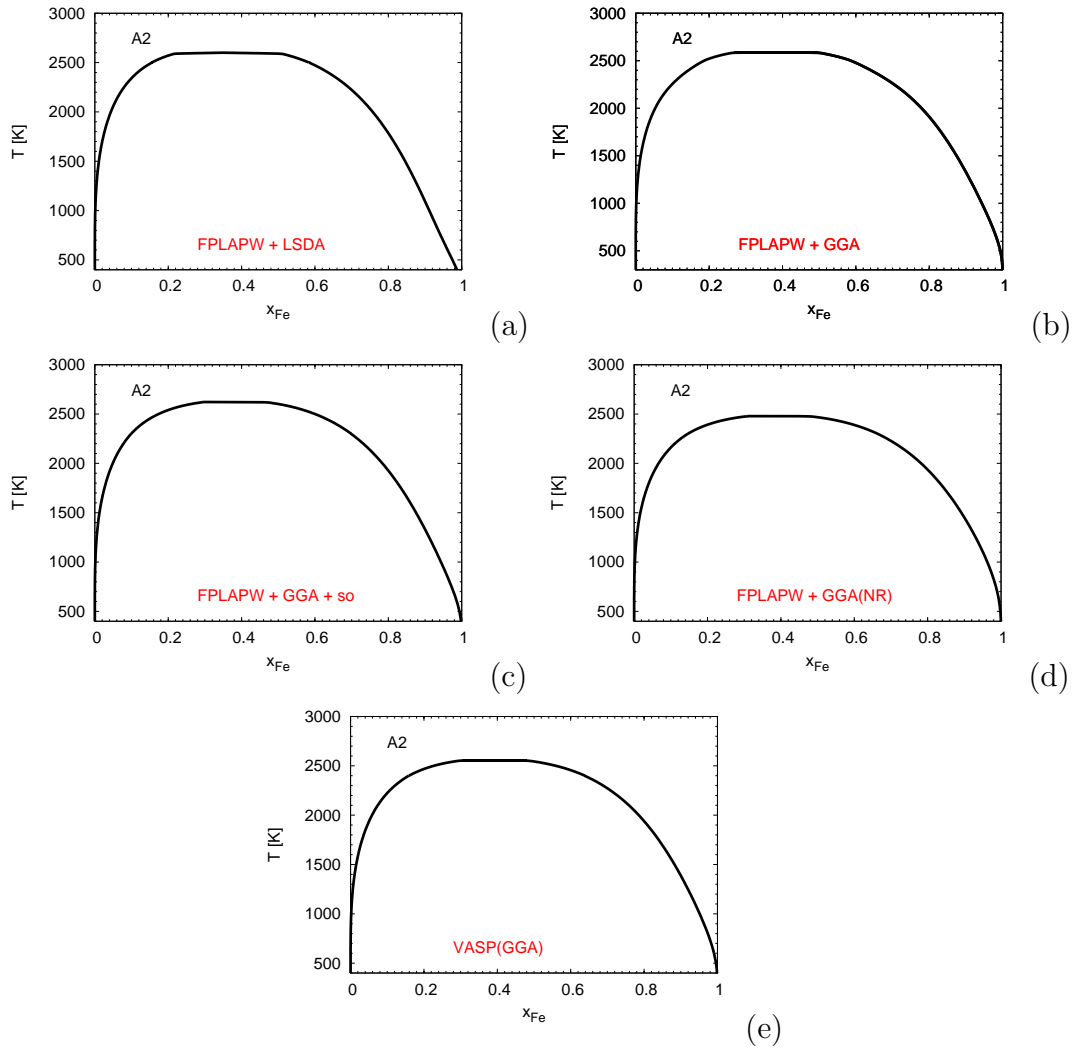 3000
2500
2000
1500
1000
500
T [K]
A2
FPLAPW + LSDA
0 0.2 0.4 0.6 0.8 1
x_Fe
(a)
3000
2500
2000
1500
1000
500
T [K]
A2
FPLAPW + GGA
0 0.2 0.4 0.6 0.8 1
x_Fe
(b)
3000
2500
2000
1500
1000
500
T [K]
A2
FPLAPW + GGA + so
0 0.2 0.4 0.6 0.8 1
x_Fe
(c)
3000
2500
2000
1500
1000
500
T [K]
A2
FPLAPW + GGA(NR)
0 0.2 0.4 0.6 0.8 1
x_Fe
(d)
3000
2500
2000
1500
1000
500
T [K]
A2
VASP(GGA)
0 0.2 0.4 0.6 0.8 1
x_Fe
(e)